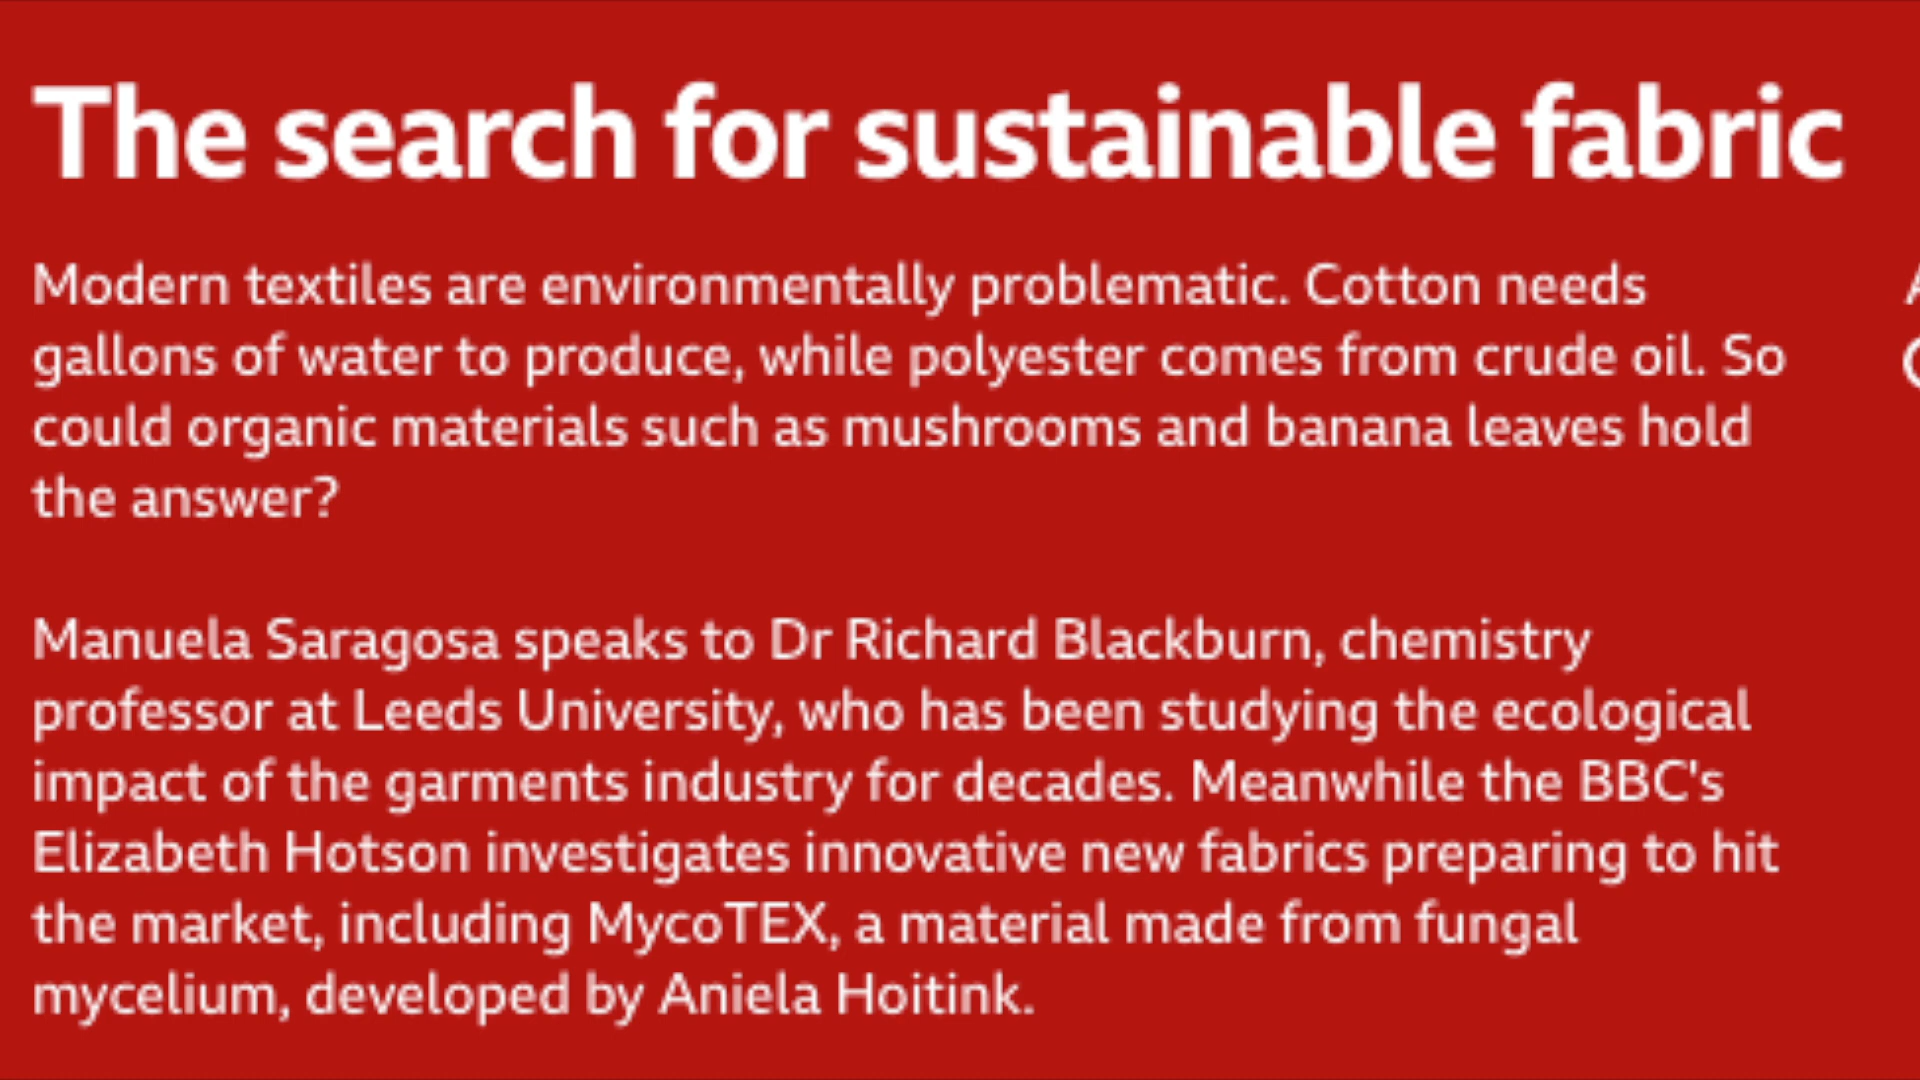 The search for sustainable fabric
Modern textiles are environmentally problematic. Cotton needs
gallons of water to produce, while polyester comes from crude oil. So
could organic materials such as mushrooms and banana leaves hold
the answer?
Manuela Saragosa speaks to Dr Richard Blackburn, chemistry
professor at Leeds University, who has been studying the ecological
impact of the garments industry for decades. Meanwhile the BBC's
Elizabeth Hotson investigates innovative new fabrics preparing to hit
the market, including MycoTEX, a material made from fungal
mycelium, developed by Aniela Hoitink.